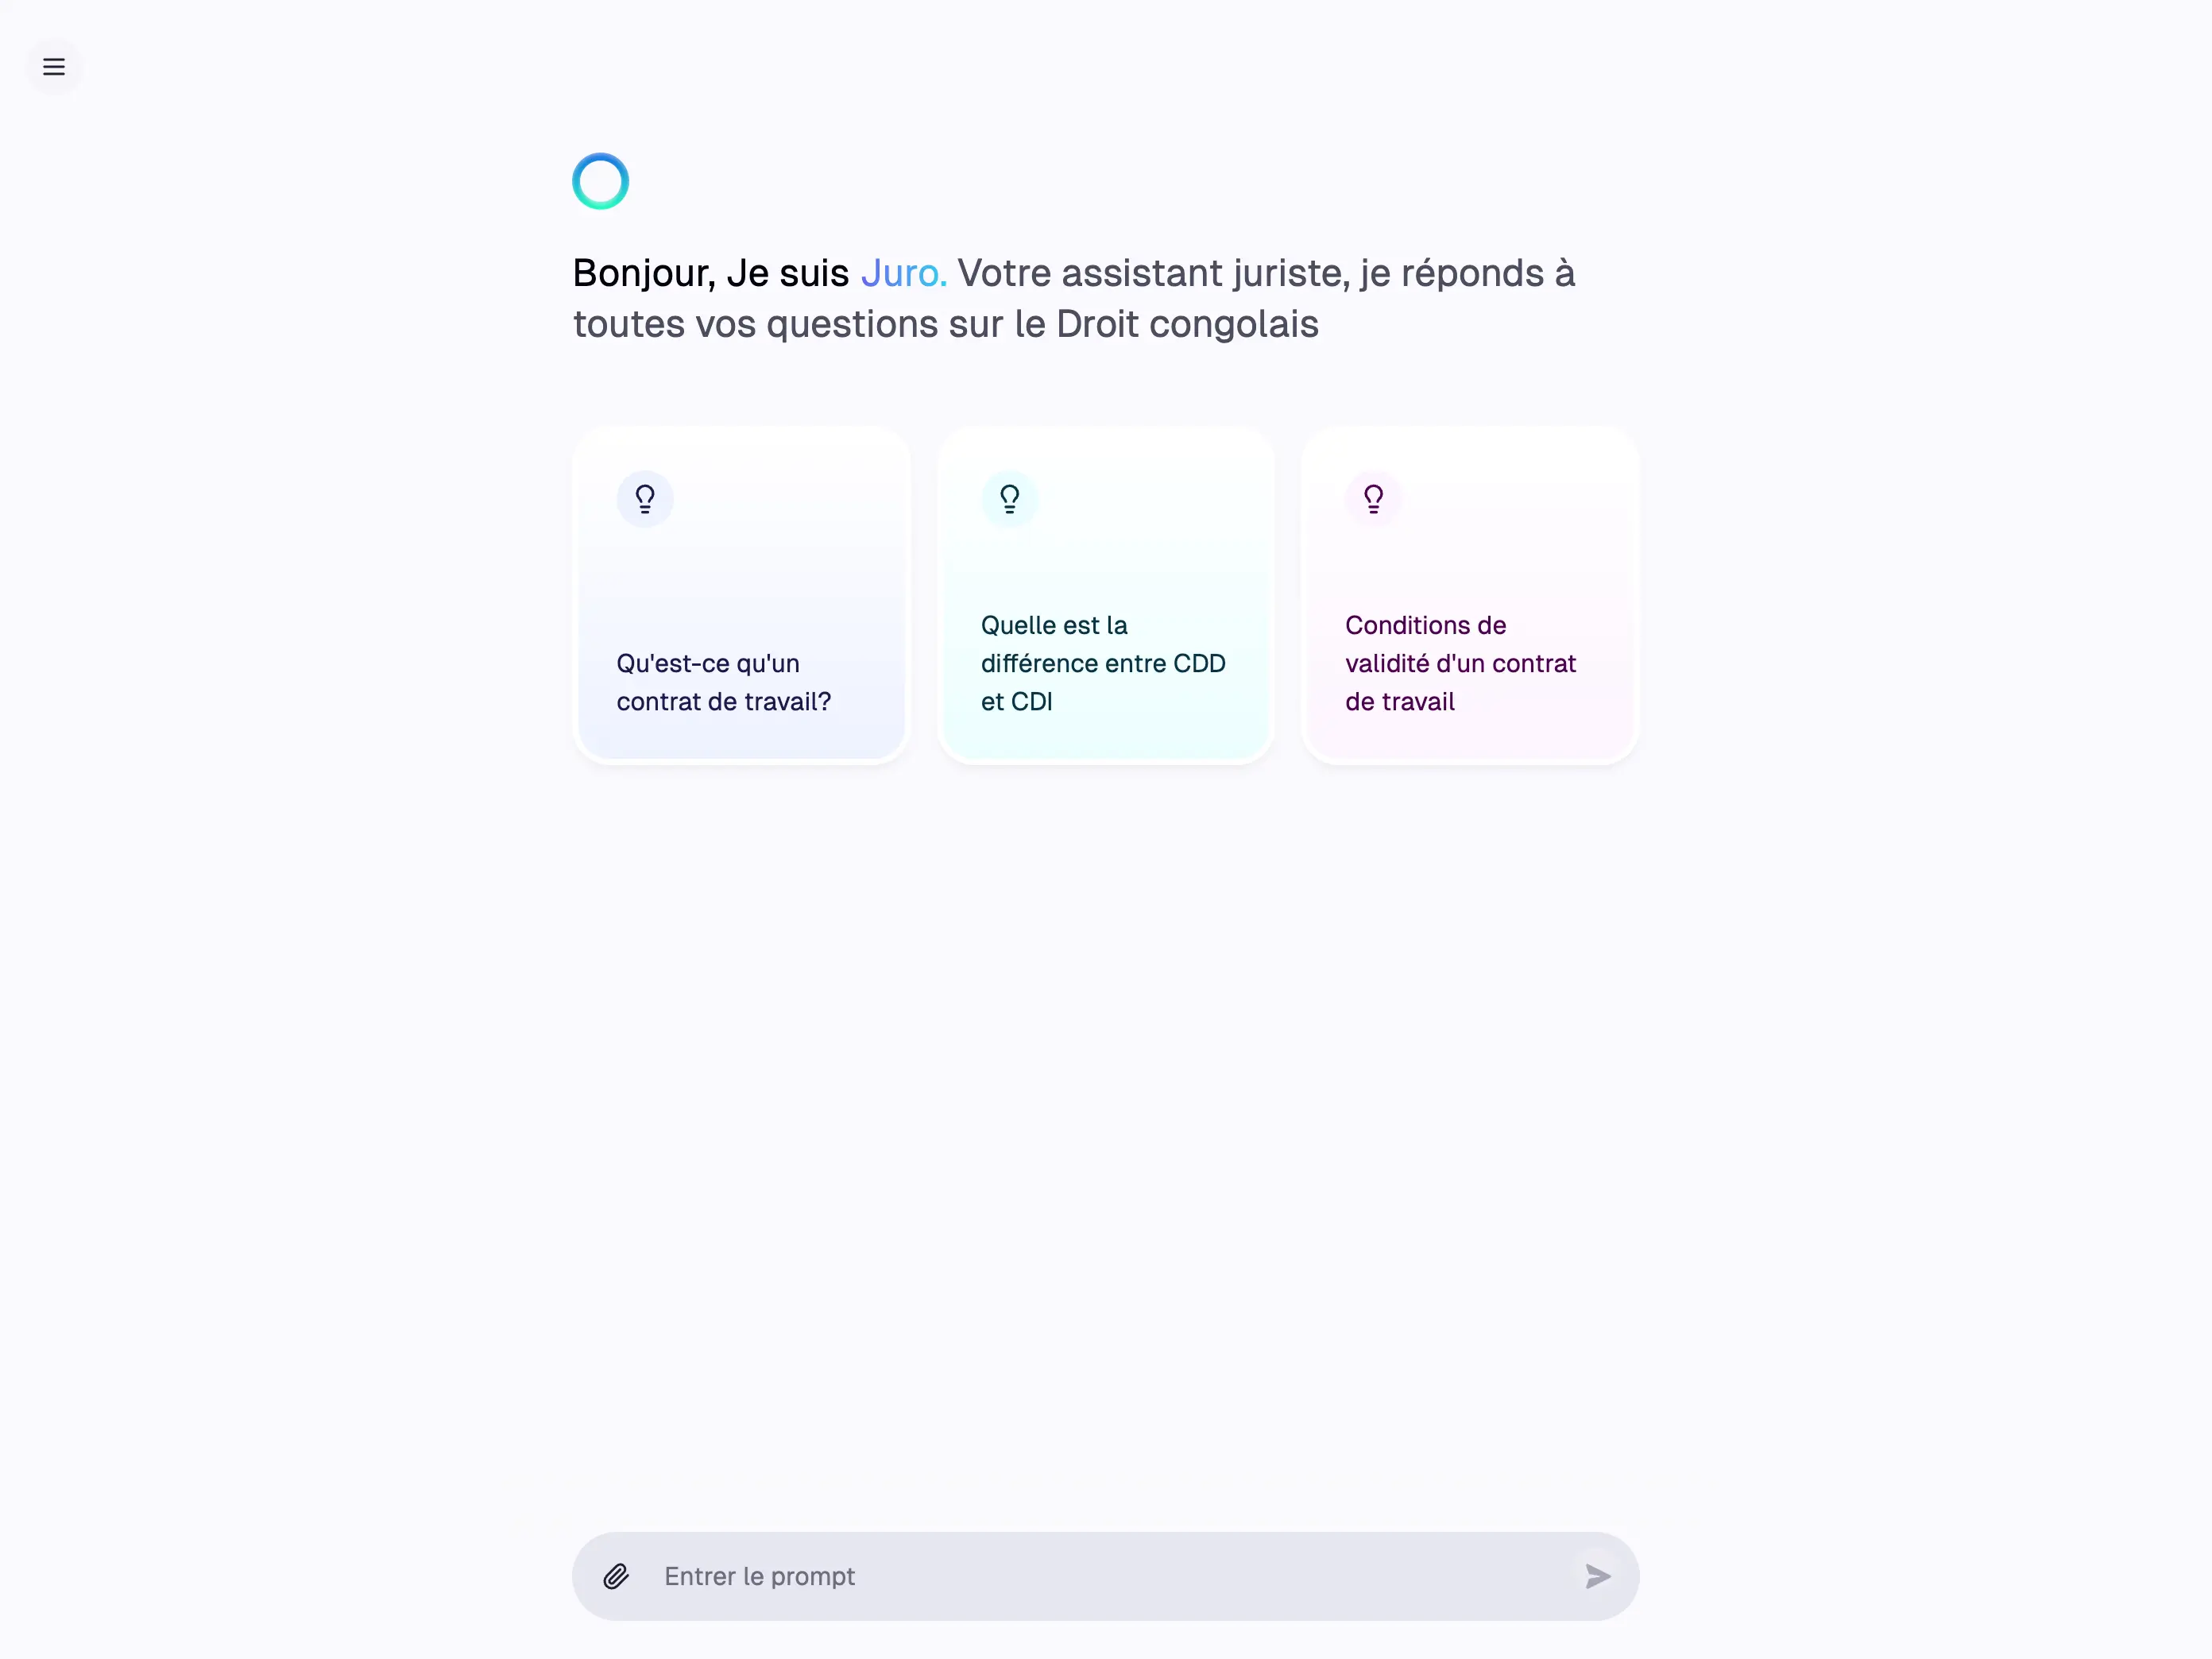 Bonjour, Je suis Juro. Votre assistant juriste, je réponds à
toutes vos questions sur le Droit congolais
Qu'est-ce qu'un
contrat de travail?
Quelle est la
différence entre CDD
et CDI
Conditions de
validité d'un contrat
de travail
Entrer le prompt